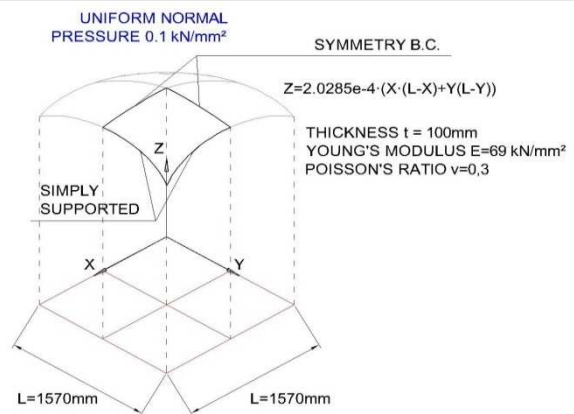 UNIFORM NORMAL
PRESSURE 0.1 kN/mm²
SYMMETRY B.C.
Z=2.0285e-4·(X·(L-X)+Y(L-Y))
THICKNESS t = 100mm
YOUNG'S MODULUS E=69 kN/mm²
POISSON'S RATIO v=0,3
Z
SIMPLY
SUPPORTED
X
Y
L=1570mm
L=1570mm